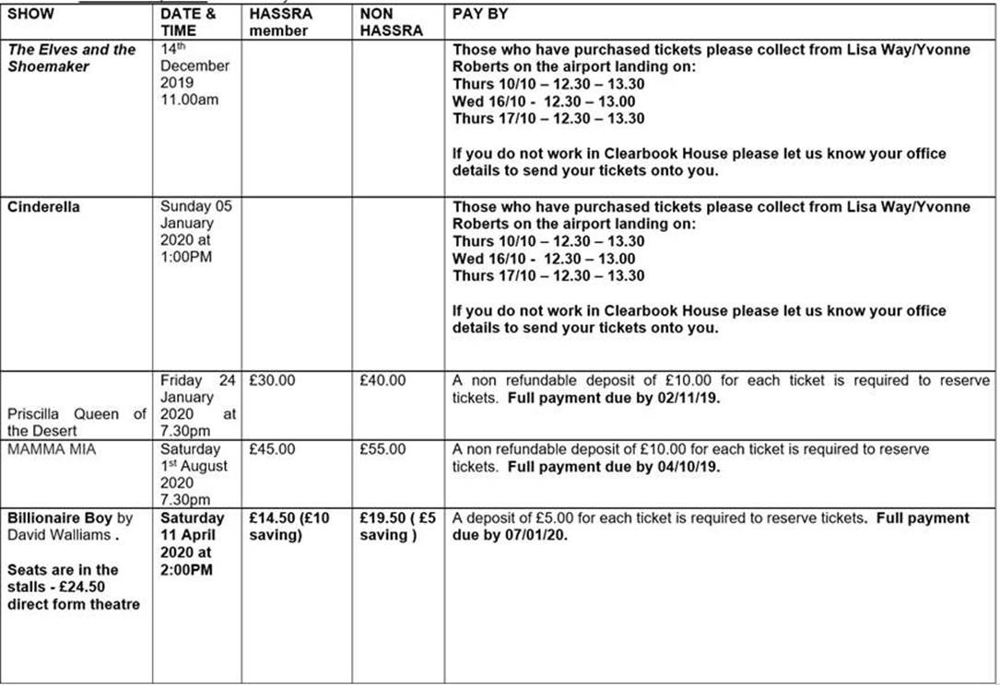 SHOW
DATE &
TIME
HASSRA
member
NON
HASSRA
PAY BY
The Elves and the
Shoemaker
14th
December
2019
11.00am
Those who have purchased tickets please collect from Lisa Way/Yvonne
Roberts on the airport landing on:
Thurs 10/10 – 12.30 – 13.30
Wed 16/10 - 12.30 – 13.00
Thurs 17/10 – 12.30 – 13.30
If you do not work in Clearbook House please let us know your office
details to send your tickets onto you.
Cinderella
Sunday 05
January
2020 at
1:00PM
Those who have purchased tickets please collect from Lisa Way/Yvonne
Roberts on the airport landing on:
Thurs 10/10 – 12.30 – 13.30
Wed 16/10 - 12.30 – 13.00
Thurs 17/10 – 12.30 – 13.30
If you do not work in Clearbook House please let us know your office
details to send your tickets onto you.
Priscilla Queen of
the Desert
Friday 24
January
2020 at
7.30pm
£30.00
£40.00
A non refundable deposit of £10.00 for each ticket is required to reserve
tickets. Full payment due by 02/11/19.
MAMMA MIA
Saturday
1st August
2020
7.30pm
£45.00
£55.00
A non refundable deposit of £10.00 for each ticket is required to reserve
tickets. Full payment due by 04/10/19.
Billionaire Boy by
David Walliams .
Seats are in the
stalls - £24.50
direct form theatre
Saturday
11 April
2020 at
2:00PM
£14.50 (£10
saving)
£19.50 ( £5
saving )
A deposit of £5.00 for each ticket is required to reserve tickets. Full payment
due by 07/01/20.